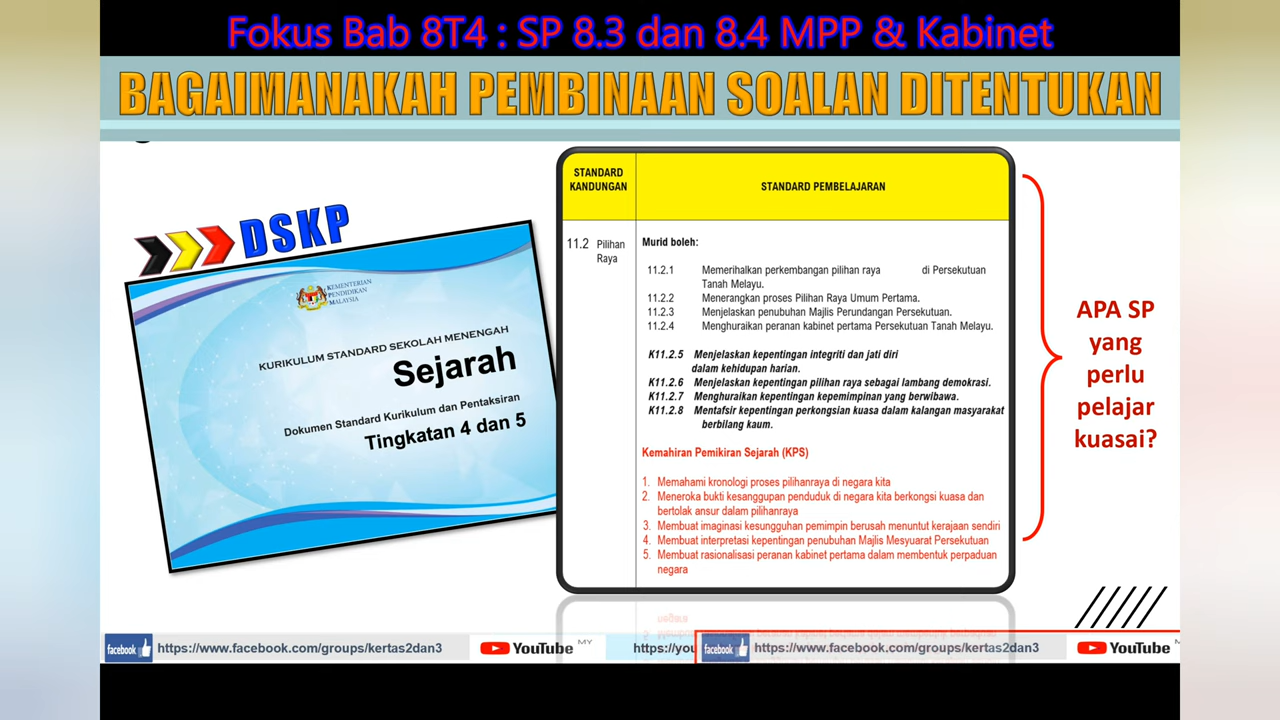 Fokus Bab 8T4 : SP 8.3 dan 8.4 MPP & Kabinet
BAGAIMANAKAH PEMBINAAN SOALAN DITENTUKAN
DSKP
KEMENTERIAN
PENDIDIKAN
MALAYSIA
KURIKULUM STANDARD SEKOLAH MENENGAH
Sejarah
Dokumen Standard Kurikulum dan Pentaksiran
Tingkatan 4 dan 5
STANDARD KANDUNGAN
STANDARD PEMBELAJARAN
11.2 Pilihan Raya
Murid boleh:
11.2.1 Memerihalkan perkembangan pilihan raya di Persekutuan
Tanah Melayu.
11.2.2 Menerangkan proses Pilihan Raya Umum Pertama.
11.2.3 Menjelaskan penubuhan Majlis Perundangan Persekutuan.
11.2.4 Menghuraikan peranan kabinet pertama Persekutuan Tanah Melayu.
K11.2.5 Menjelaskan kepentingan integriti dan jati diri
dalam kehidupan harian.
K11.2.6 Menjelaskan kepentingan pilihan raya sebagai lambang demokrasi.
K11.2.7 Menghuraikan kepentingan kepemimpinan yang berwibawa.
K11.2.8 Mentafsir kepentingan perkongsian kuasa dalam kalangan masyarakat
berbilang kaum.
Kemahiran Pemikiran Sejarah (KPS)
1. Memahami kronologi proses pilihanraya di negara kita
2. Meneroka bukti kesanggupan penduduk di negara kita berkongsi kuasa dan
bertolak ansur dalam pilihanraya
3. Membuat imaginasi kesungguhan pemimpin berusah menuntut kerajaan sendiri
4. Membuat interpretasi kepentingan penubuhan Majlis Mesyuarat Persekutuan
5. Membuat rasionalisasi peranan kabinet pertama dalam membentuk perpaduan
negara
APA SP
yang
perlu
pelajar
kuasai?
facebook https://www.facebook.com/groups/kertas2dan3 YouTube MY https://you
facebook https://www.facebook.com/groups/kertas2dan3 YouTube